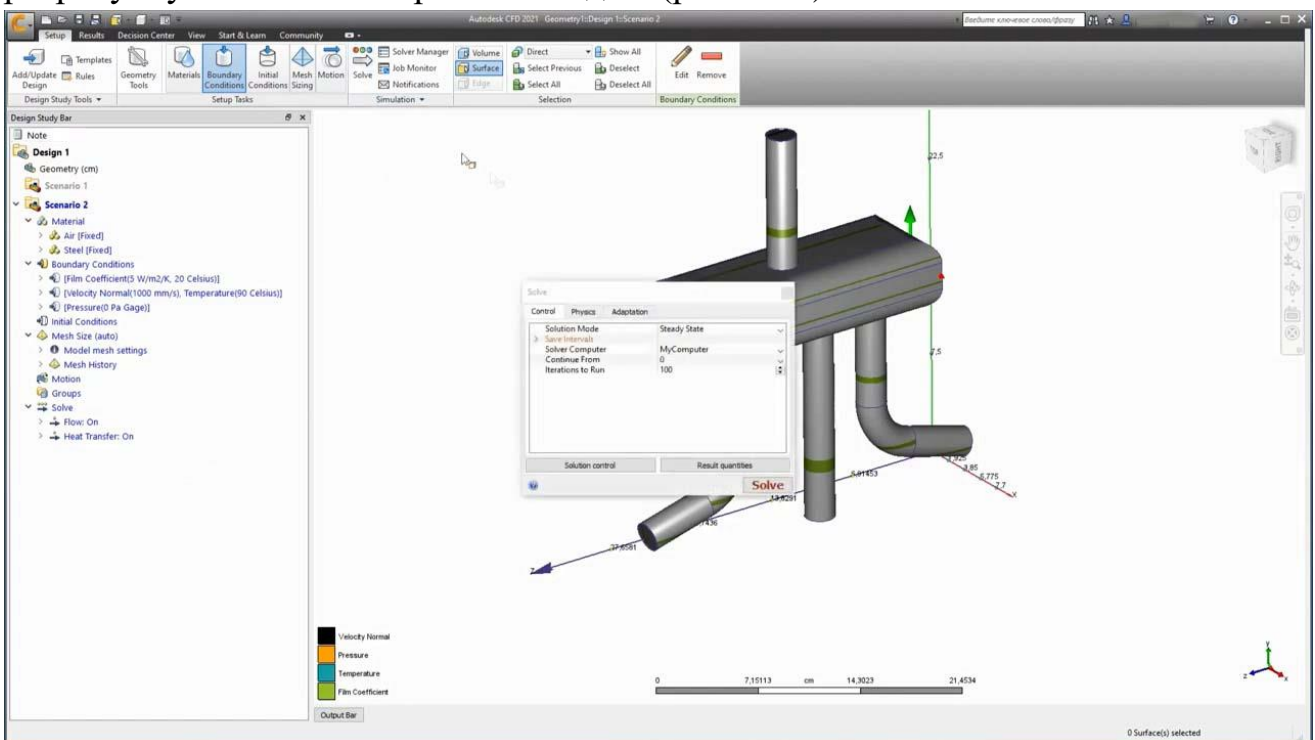 Autodesk CFD 2021 Geometry1::Design 1::Scenario 2
Введите ключевое слово/фразу
Setup Results Decision Center View Start & Learn Community
Templates
Rules
Add/Update Design
Geometry Tools
Materials
Boundary Conditions
Initial Conditions
Mesh Sizing
Motion
Solve
Solver Manager
Job Monitor
Notifications
Volume
Surface
Edge
Direct
Select Previous
Select All
Show All
Deselect
Deselect All
Edit Remove
Design Study Tools
Setup Tasks
Simulation
Selection
Boundary Conditions
Design Study Bar
Note
Design 1
Geometry (cm)
Scenario 1
Scenario 2
Material
Air [Fixed]
Steel [Fixed]
Boundary Conditions
[Film Coefficient(5 W/m2/K, 20 Celsius)]
[Velocity Normal(1000 mm/s), Temperature(90 Celsius)]
[Pressure(0 Pa Gage)]
Initial Conditions
Mesh Size (auto)
Model mesh settings
Mesh History
Motion
Groups
Solve
Flow: On
Heat Transfer: On
Solve
Control Physics Adaptation
Solution Mode Steady State
Save Intervals
Solver Computer MyComputer
Continue From 0
Iterations to Run 100
Solution control Result quantities
Solve
22,5
7,5
3,85
5,775
7,7
X
6,91453
27,6581
Z
Velocity Normal
Pressure
Temperature
Film Coefficient
0 7,15113 cm 14,3023 21,4534
Y
Z X
Output Bar
0 Surface(s) selected